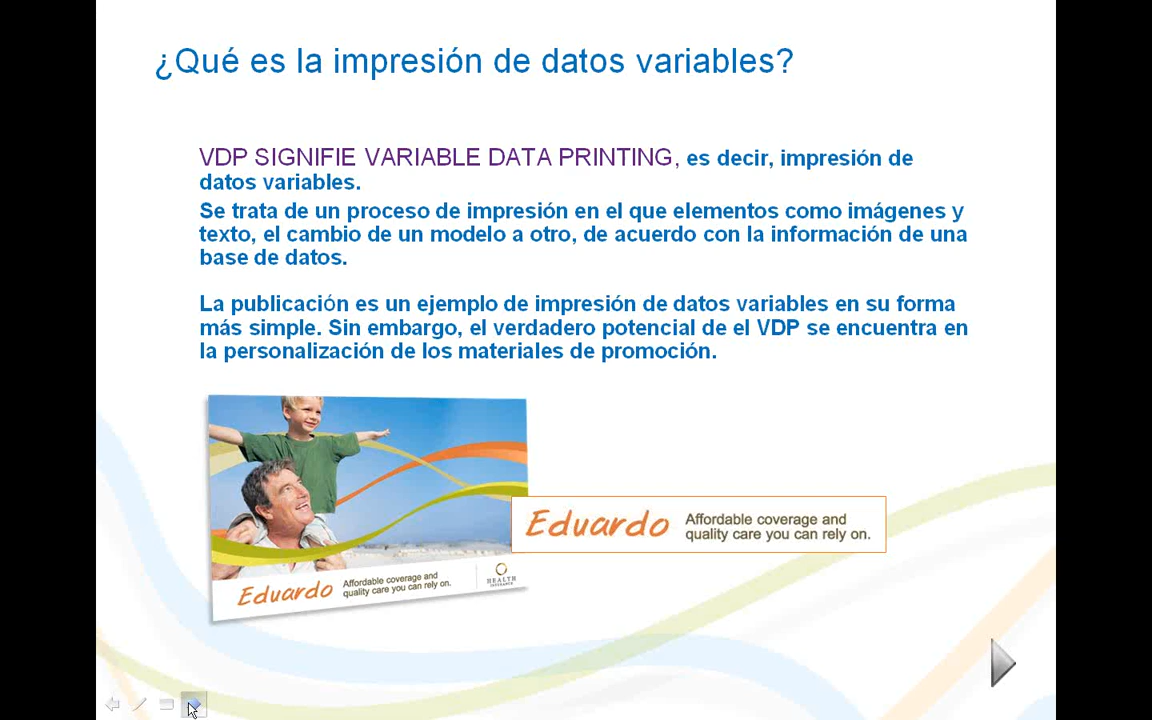 ¿Qué es la impresión de datos variables?
VDP SIGNIFIE VARIABLE DATA PRINTING, es decir, impresión de
datos variables.
Se trata de un proceso de impresión en el que elementos como imágenes y
texto, el cambio de un modelo a otro, de acuerdo con la información de una
base de datos.
La publicación es un ejemplo de impresión de datos variables en su forma
más simple. Sin embargo, el verdadero potencial de el VDP se encuentra en
la personalización de los materiales de promoción.
Eduardo Affordable coverage and
quality care you can rely on.
Eduardo Affordable coverage and
quality care you can rely on.
HEALTH
INSURANCE